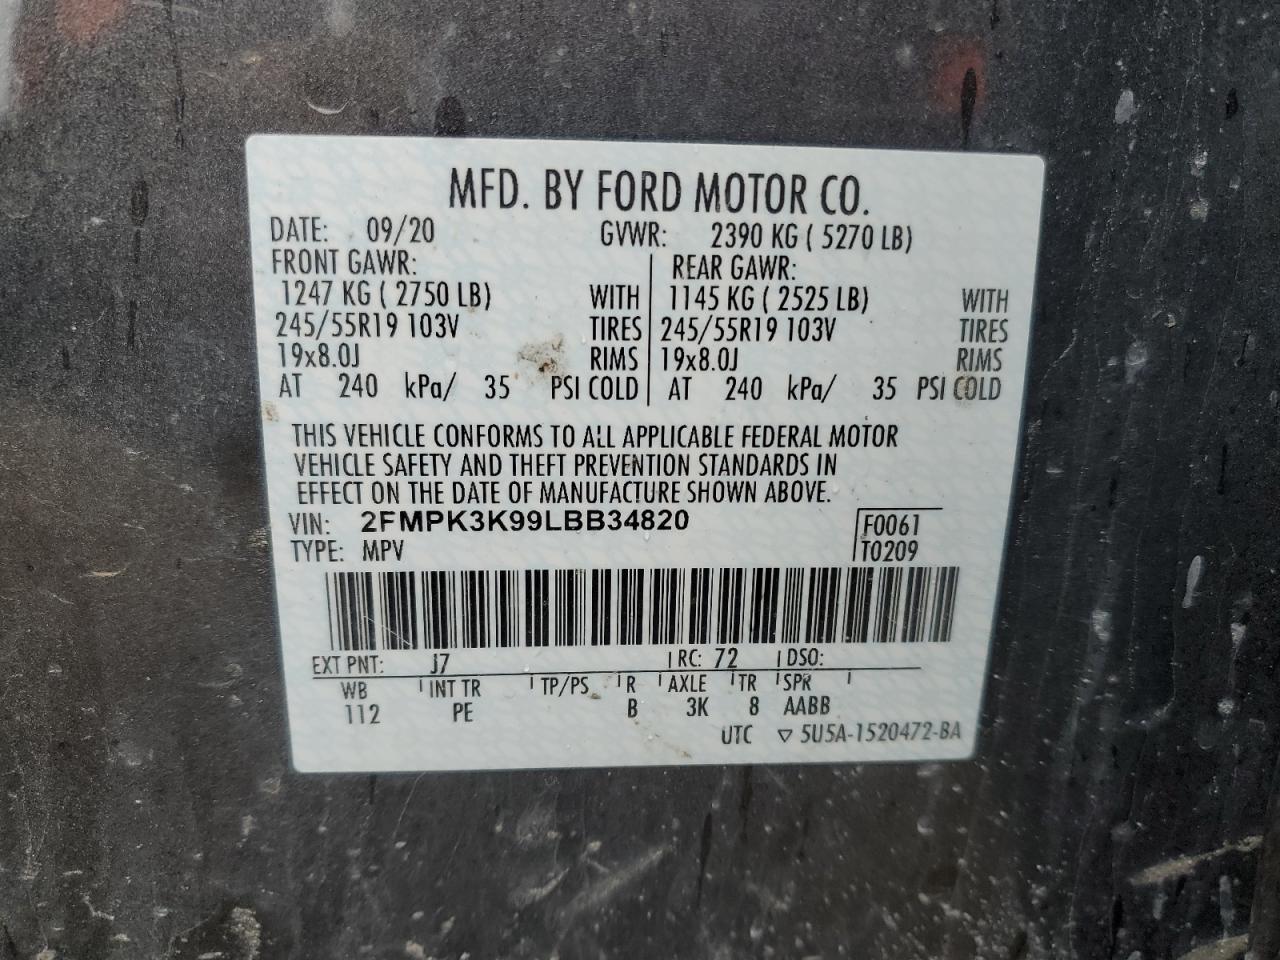 MFD. BY FORD MOTOR CO.
DATE: 09/20 GVWR: 2390 KG ( 5270 LB)
FRONT GAWR: REAR GAWR:
1247 KG ( 2750 LB) WITH 1145 KG ( 2525 LB) WITH
245/55R19 103V TIRES 245/55R19 103V TIRES
19x8.0J RIMS 19x8.0J RIMS
AT 240 kPa/ 35 PSI COLD AT 240 kPa/ 35 PSI COLD
THIS VEHICLE CONFORMS TO ALL APPLICABLE FEDERAL MOTOR
VEHICLE SAFETY AND THEFT PREVENTION STANDARDS IN
EFFECT ON THE DATE OF MANUFACTURE SHOWN ABOVE.
VIN: 2FMPK3K99LBB34820 F0061
TYPE: MPV T0209
EXT PNT: J7 RC: 72 DSO:
WB INT TR TP/PS R AXLE TR SPR
112 PE B 3K 8 AABB
UTC ▽ 5U5A-1520472-BA